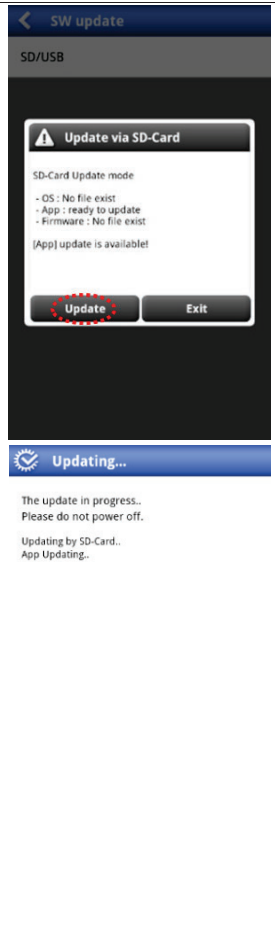 SW update
SD/USB
Update via SD-Card
SD-Card Update mode
- OS : No file exist
- App : ready to update
- Firmware : No file exist
[App] update is available!
Update Exit
Updating...
The update in progress..
Please do not power off.
Updating by SD-Card..
App Updating..